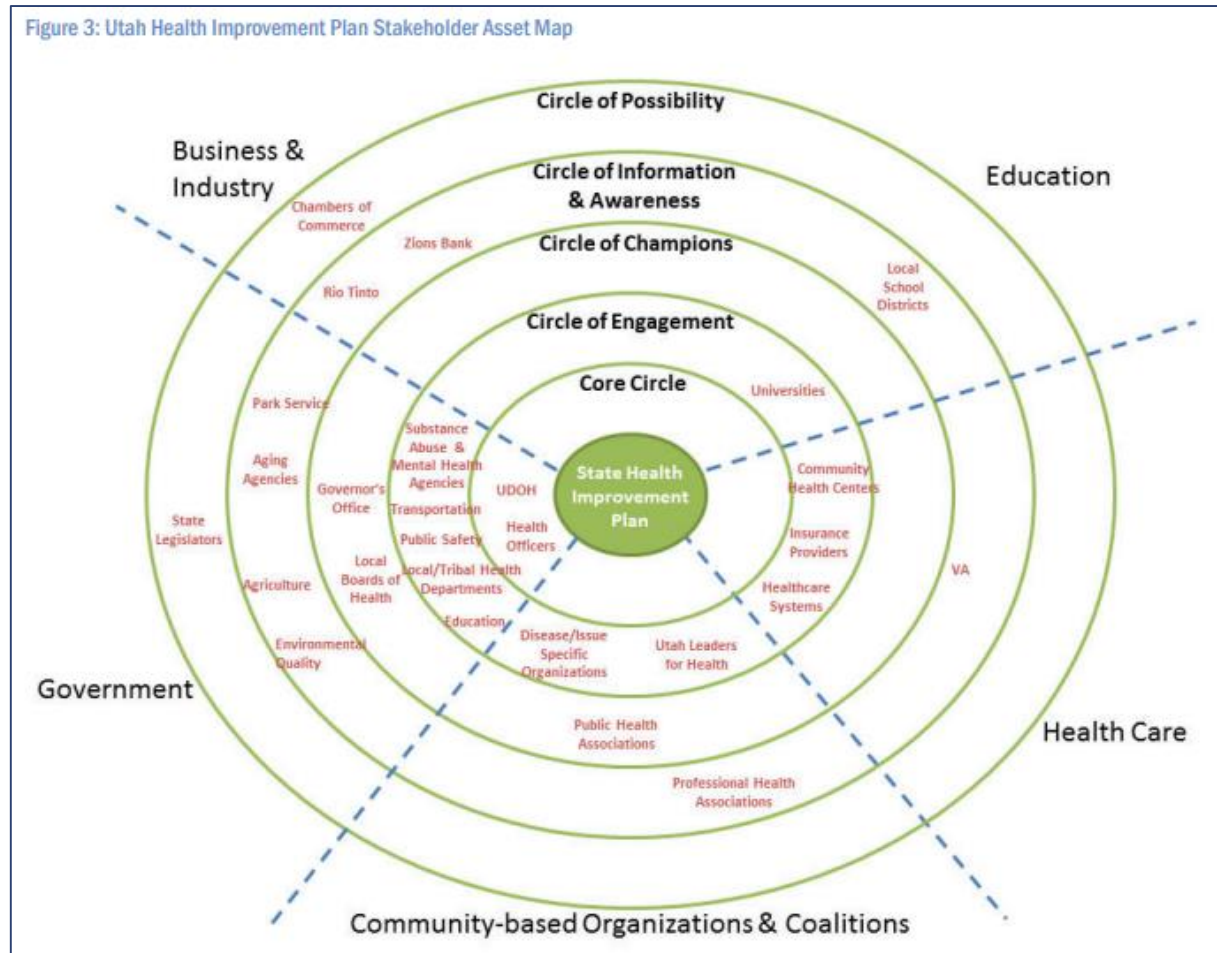 Figure 3: Utah Health Improvement Plan Stakeholder Asset Map
Circle of Possibility
Business &
Industry
Circle of Information
& Awareness
Education
Chambers of
Commerce
Zions Bank
Circle of Champions
Local
School
Districts
Rio Tinto
Circle of Engagement
Core Circle
Universities
Park Service
Substance
Abuse &
Mental Health
Agencies
Aging
Agencies
Governor's
Office
UDOH
State Health
Improvement
Plan
Community
Health Centers
Transportation
State
Legislators
Health
Officers
Insurance
Providers
Public Safety
Local
Boards of
Health
Local/Tribal Health
Departments
VA
Agriculture
Healthcare
Systems
Education
Environmental
Quality
Disease/Issue
Specific
Organizations
Utah Leaders
for Health
Government
Public Health
Associations
Health Care
Professional Health
Associations
Community-based Organizations & Coalitions